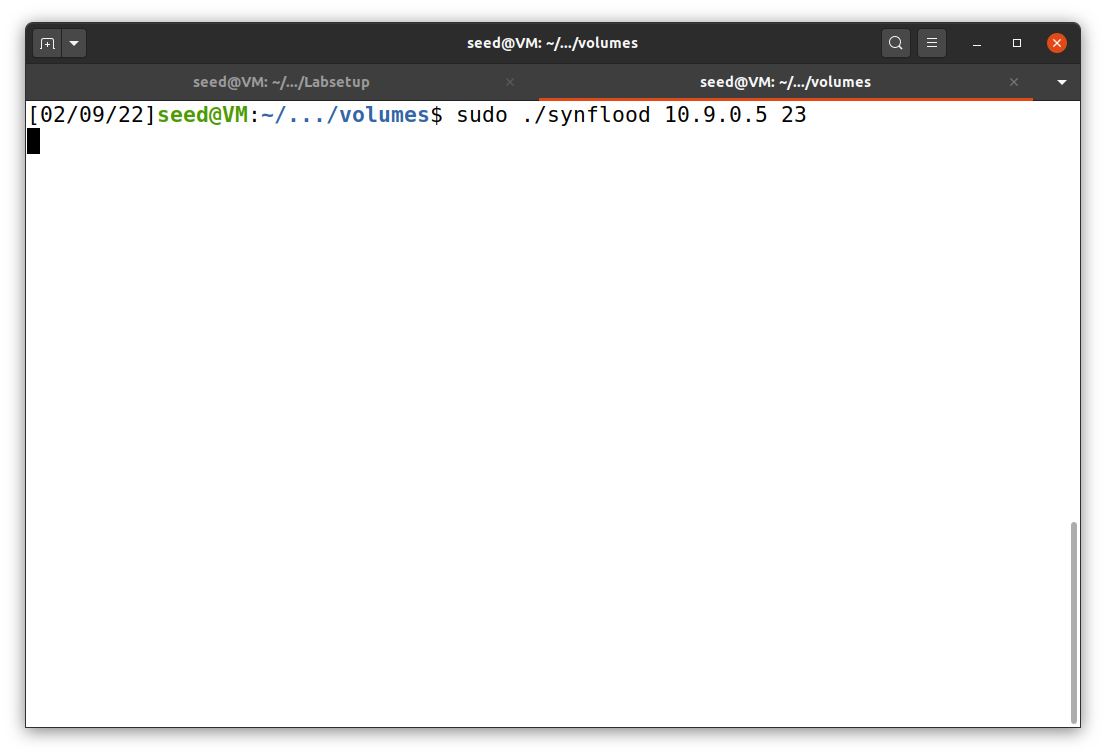 seed@VM: ~/.../volumes
seed@VM: ~/.../Labsetup
seed@VM: ~/.../volumes
[02/09/22]seed@VM:~/.../volumes$ sudo ./synflood 10.9.0.5 23